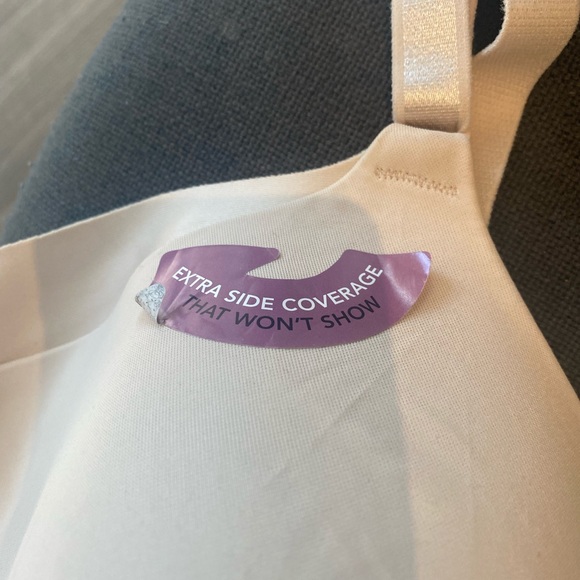 EXTRA SIDE COVERAGE
THAT WON'T SHOW